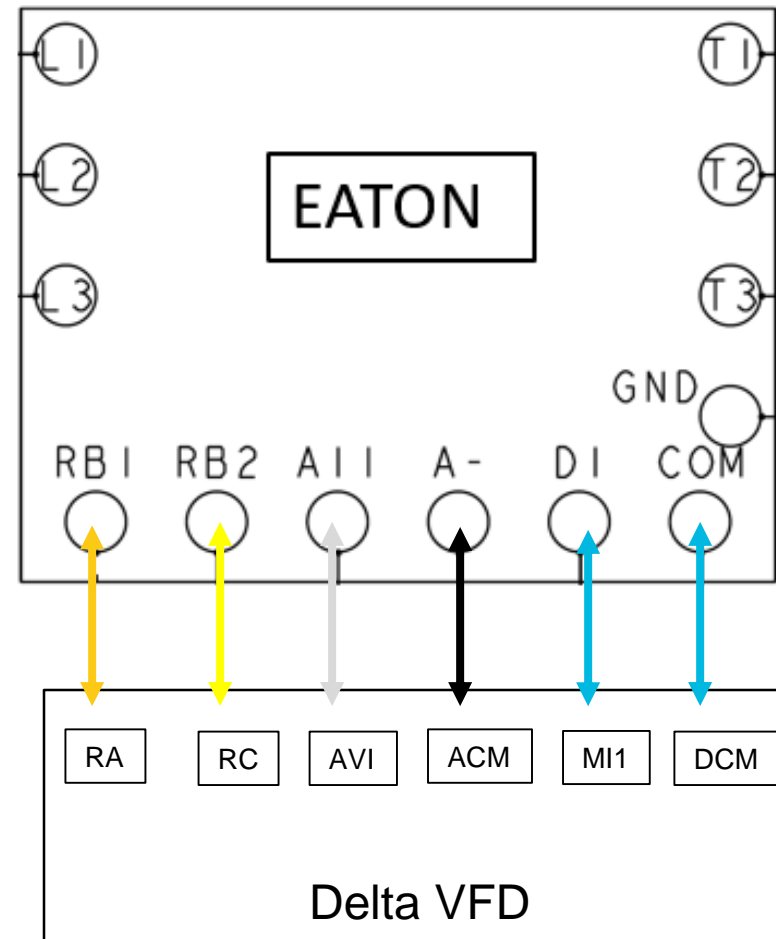 L1 T1
L2 T2
EATON
L3 T3
GND
RB1 RB2 AI1 A- DI COM
RA RC AVI ACM MI1 DCM
Delta VFD